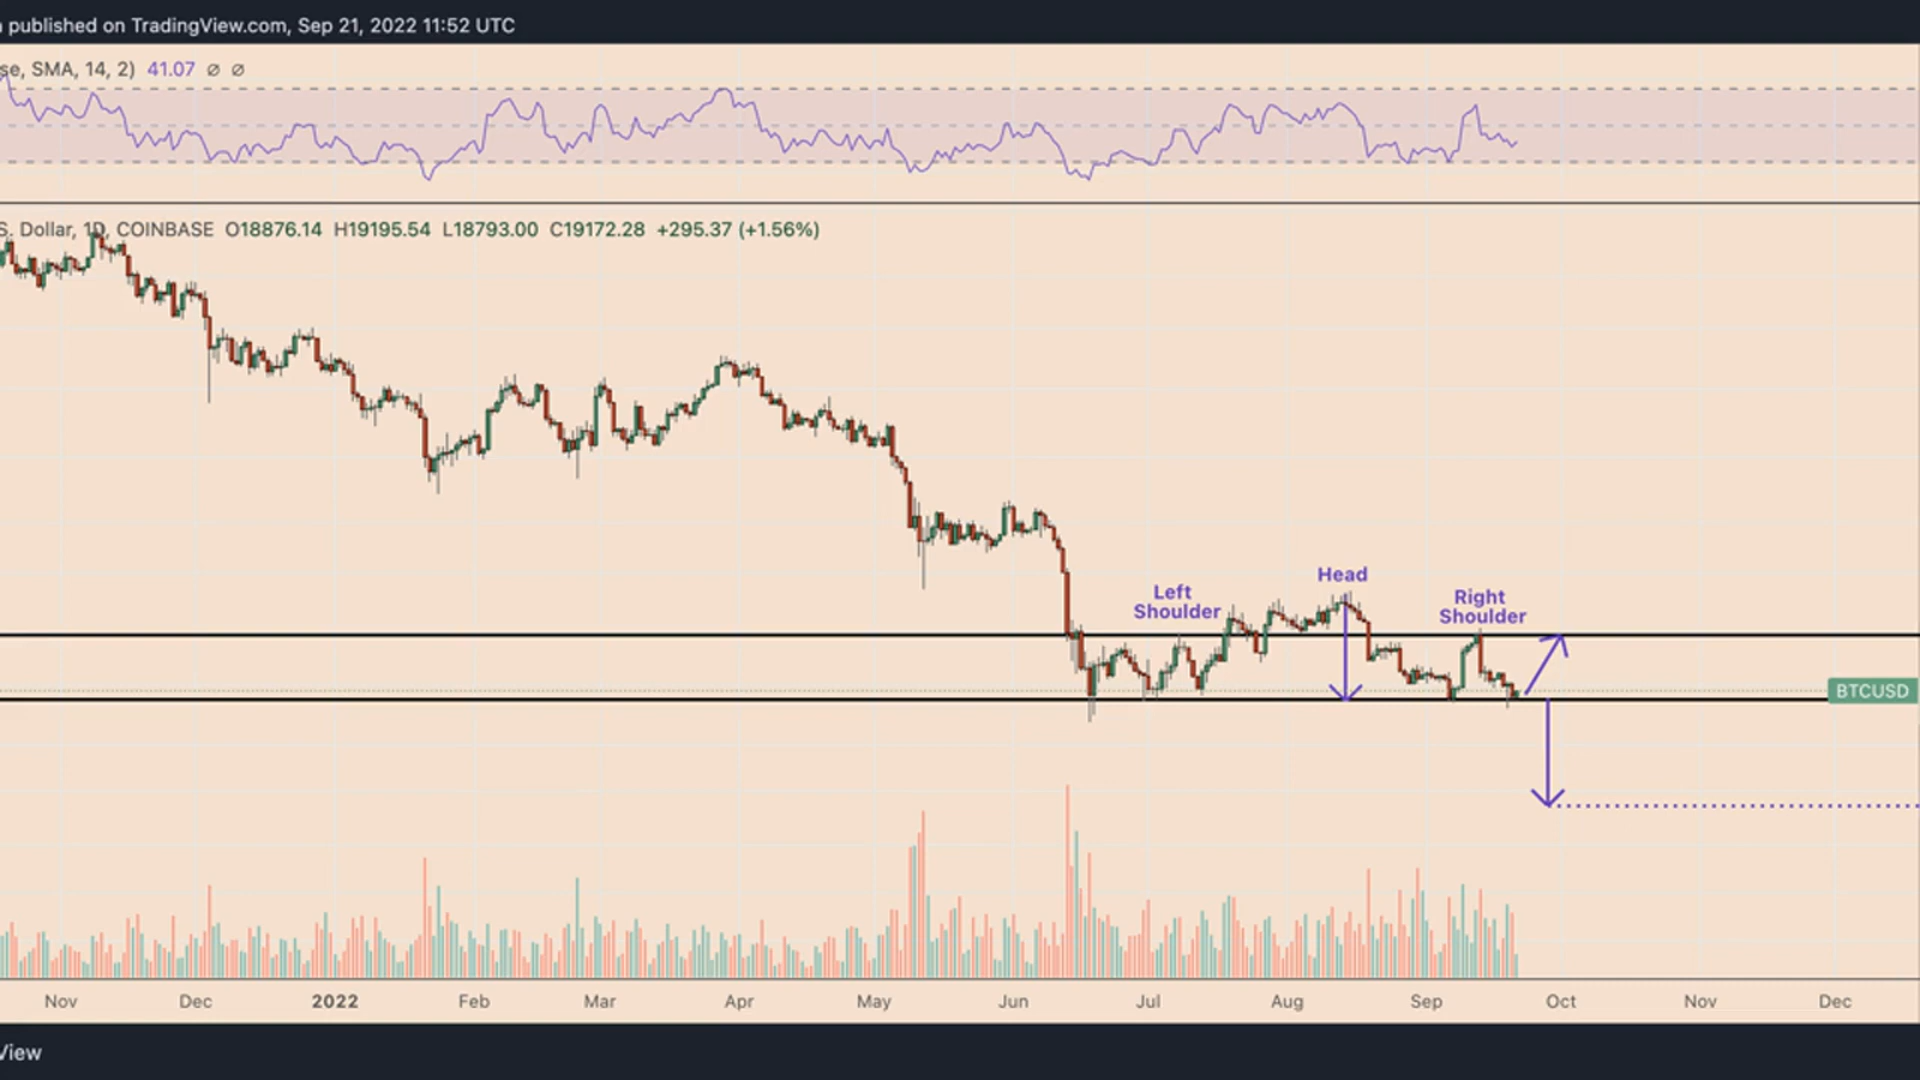 published on TradingView.com, Sep 21, 2022 11:52 UTC
se, SMA, 14, 2) 41.07 ∅ ∅
S. Dollar, 1D, COINBASE O18876.14 H19195.54 L18793.00 C19172.28 +295.37 (+1.56%)
Head
Left
Shoulder
Right
Shoulder
BTCUSD
Nov Dec 2022 Feb Mar Apr May Jun Jul Aug Sep Oct Nov Dec
View